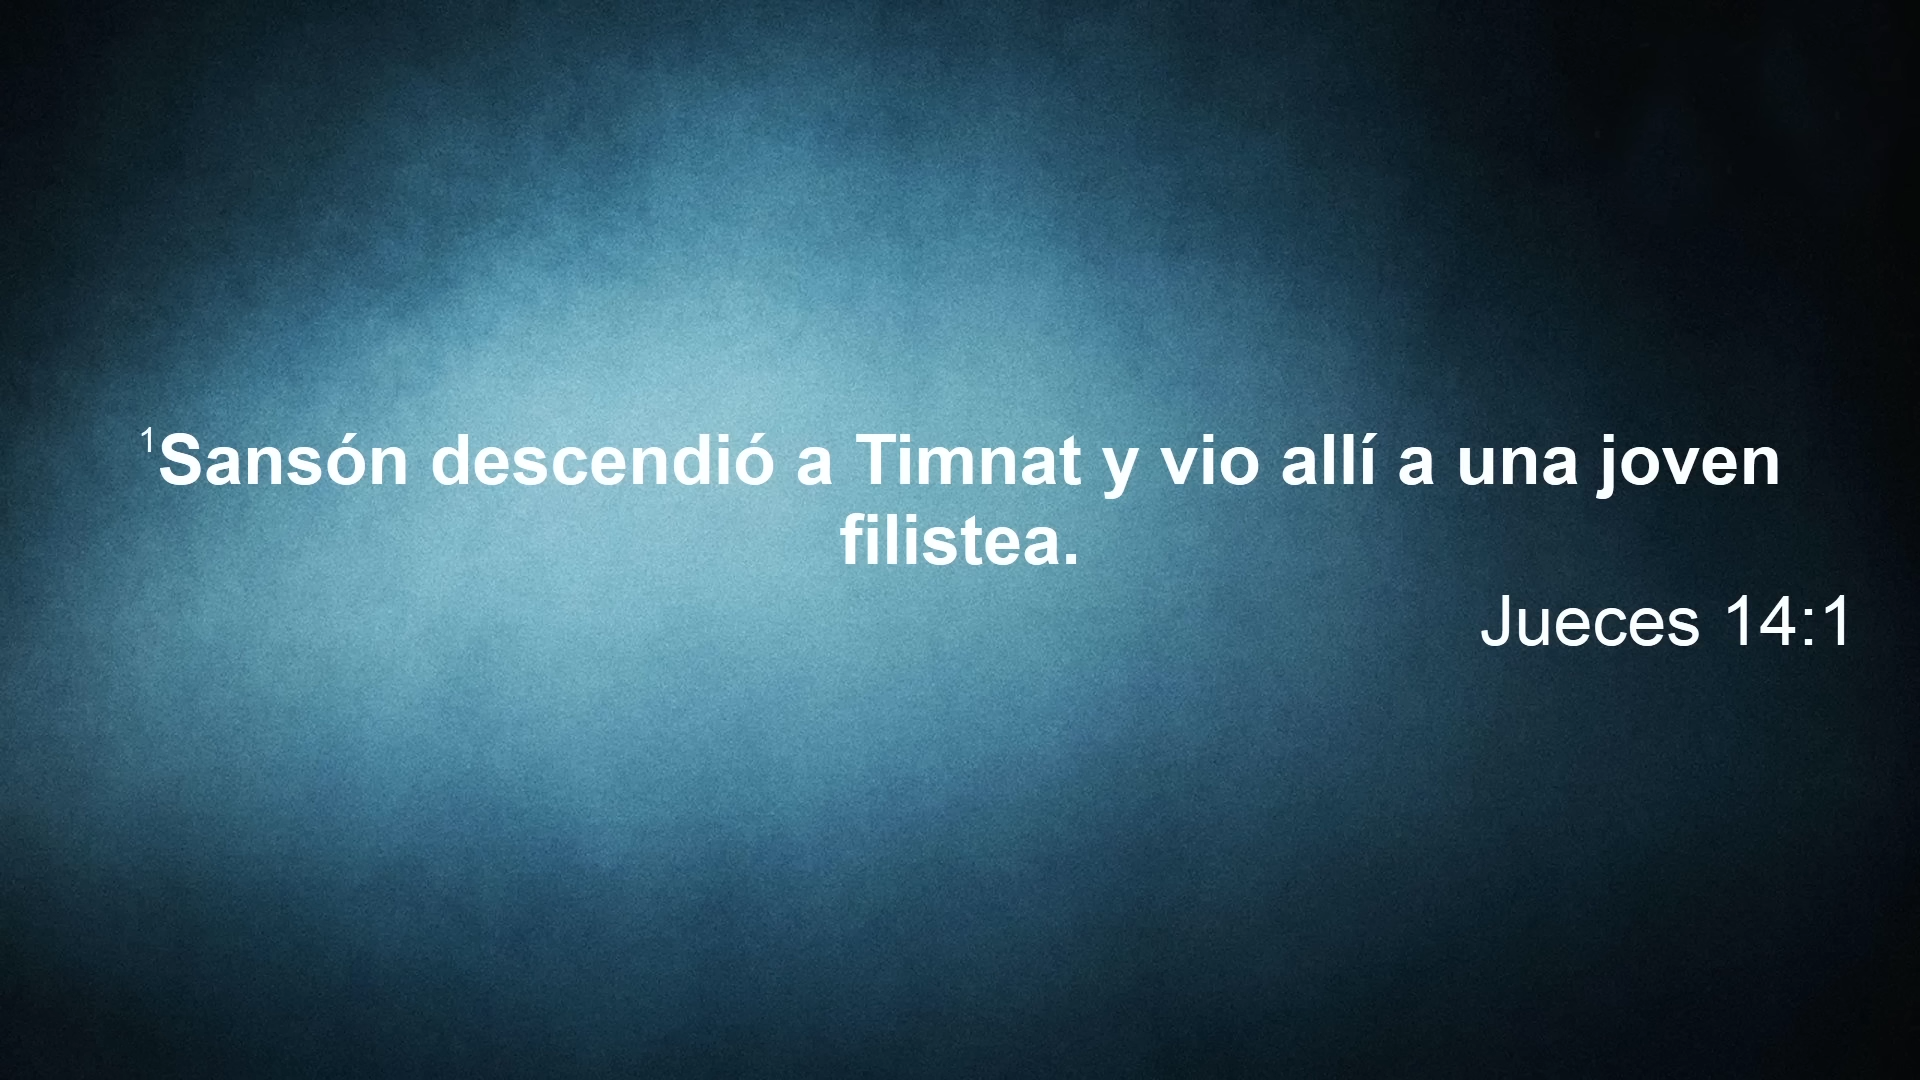 ¹Sansón descendió a Timnat y vio allí a una joven
filistea.
Jueces 14:1